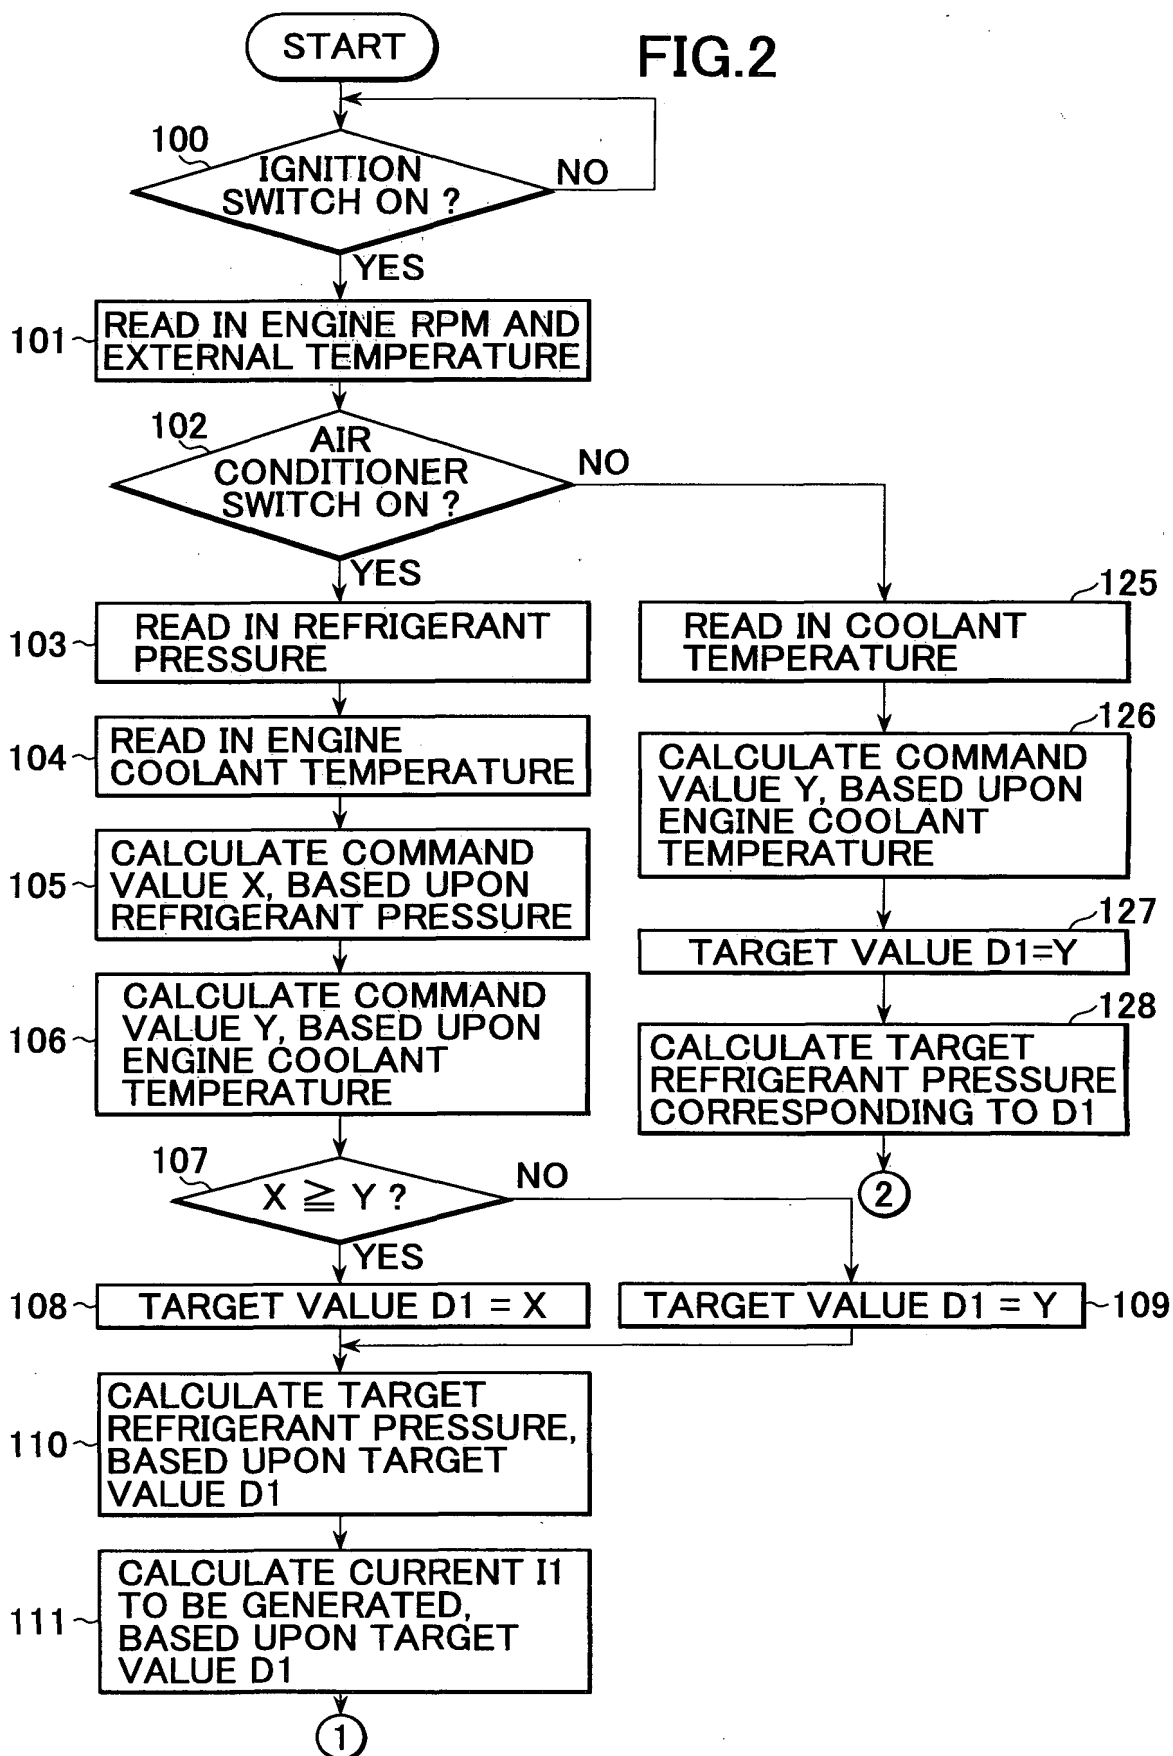 START
FIG.2
100
IGNITION
SWITCH ON ?
NO
YES
101
READ IN ENGINE RPM AND
EXTERNAL TEMPERATURE
102
AIR
CONDITIONER
SWITCH ON ?
NO
YES
103
READ IN REFRIGERANT
PRESSURE
104
READ IN ENGINE
COOLANT TEMPERATURE
105
CALCULATE COMMAND
VALUE X, BASED UPON
REFRIGERANT PRESSURE
106
CALCULATE COMMAND
VALUE Y, BASED UPON
ENGINE COOLANT
TEMPERATURE
125
READ IN COOLANT
TEMPERATURE
126
CALCULATE COMMAND
VALUE Y, BASED UPON
ENGINE COOLANT
TEMPERATURE
127
TARGET VALUE D1=Y
128
CALCULATE TARGET
REFRIGERANT PRESSURE
CORRESPONDING TO D1
2
107
X ≧ Y ?
NO
YES
108
TARGET VALUE D1 = X
TARGET VALUE D1 = Y
109
110
CALCULATE TARGET
REFRIGERANT PRESSURE,
BASED UPON TARGET
VALUE D1
111
CALCULATE CURRENT I1
TO BE GENERATED,
BASED UPON TARGET
VALUE D1
1